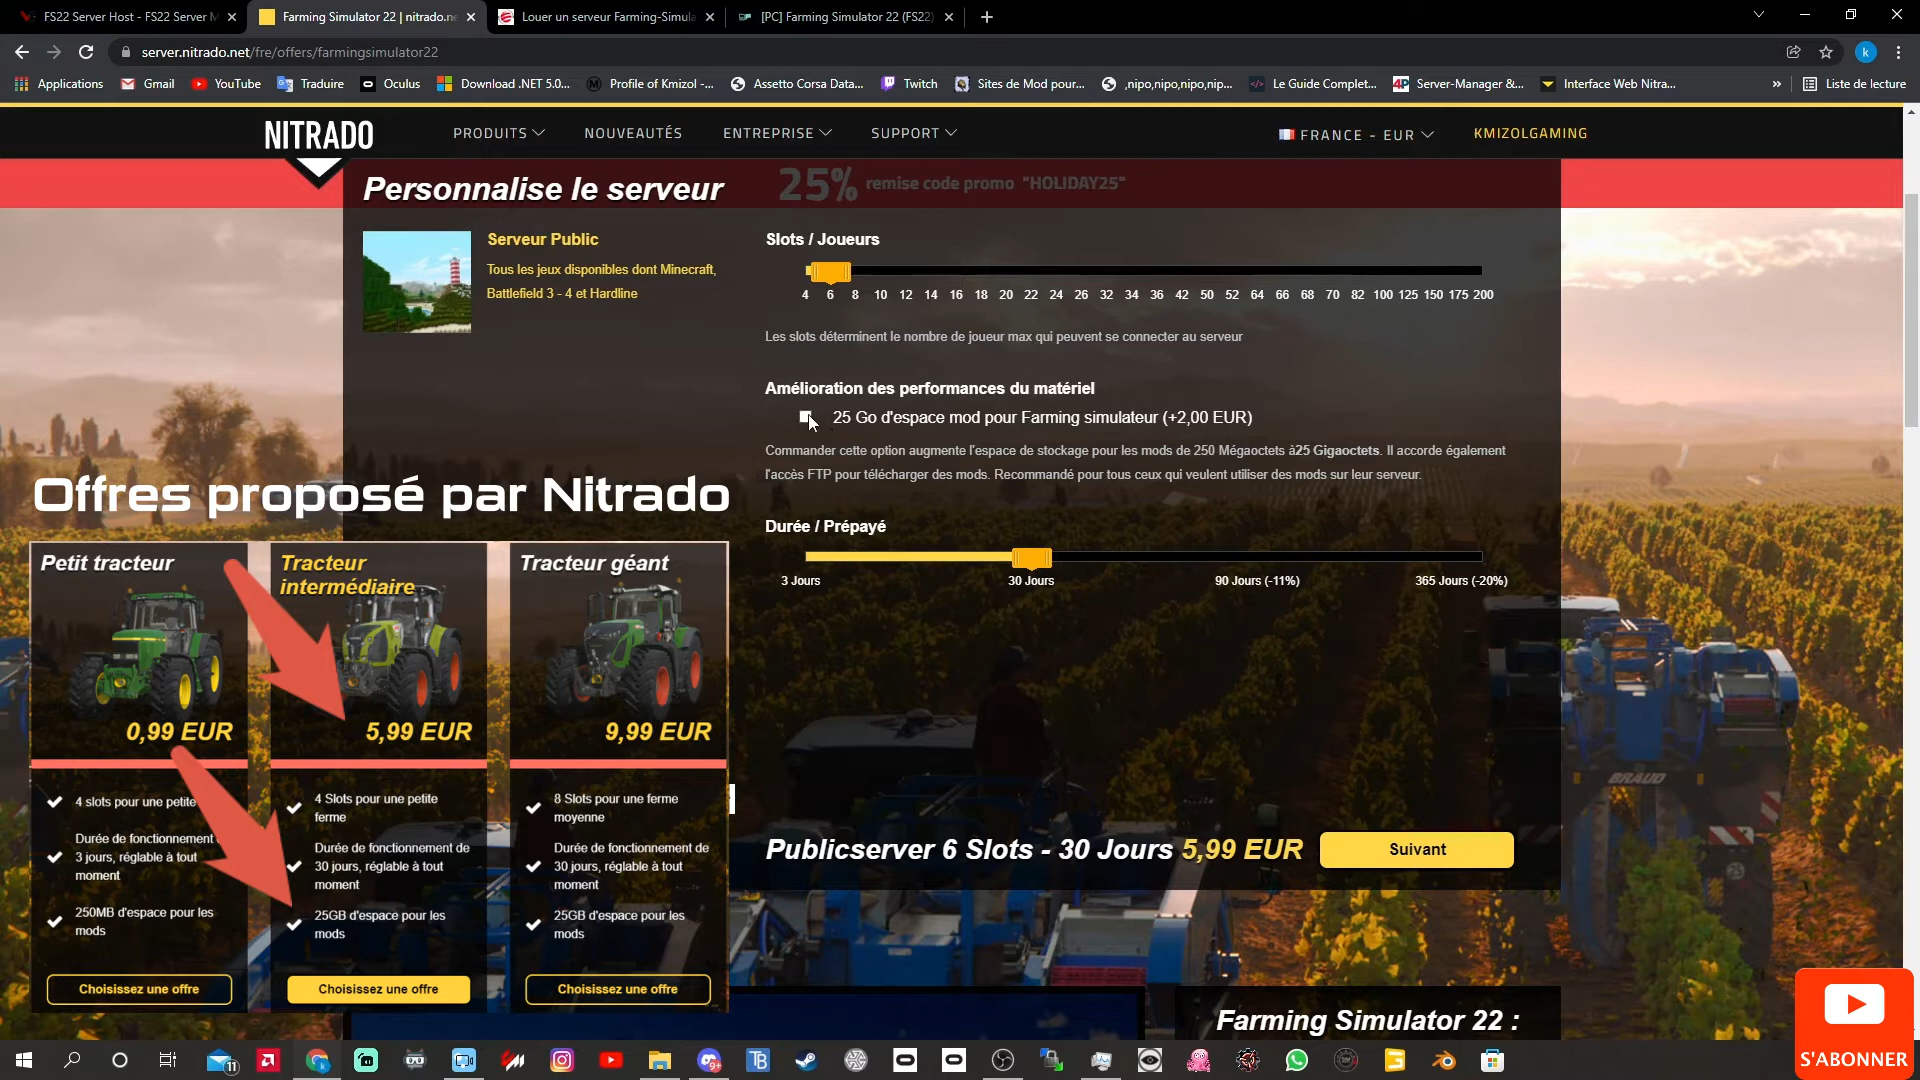 FS22 Server Host - FS22 Server M
Farming Simulator 22 | nitrado.ne
Louer un serveur Farming-Simula
[PC] Farming Simulator 22 (FS22)
server.nitrado.net/fre/offers/farmingsimulator22
k
Applications
Gmail
YouTube
Traduire
Oculus
Download .NET 5.0...
Profile of Kmizol -...
Assetto Corsa Data...
Twitch
Sites de Mod pour...
,nipo,nipo,nipo,nip...
Le Guide Complet...
Server-Manager &...
Interface Web Nitra...
»
Liste de lecture
NITRADO
PRODUITS
NOUVEAUTÉS
ENTREPRISE
SUPPORT
FRANCE - EUR
KMIZOLGAMING
Personnalise le serveur
25% remise code promo "HOLIDAY25"
Serveur Public
Tous les jeux disponibles dont Minecraft,
Battlefield 3 - 4 et Hardline
Slots / Joueurs
4 6 8 10 12 14 16 18 20 22 24 26 32 34 36 42 50 52 64 66 68 70 82 100 125 150 175 200
Les slots déterminent le nombre de joueur max qui peuvent se connecter au serveur
Amélioration des performances du matériel
25 Go d'espace mod pour Farming simulateur (+2,00 EUR)
Commander cette option augmente l'espace de stockage pour les mods de 250 Mégaoctets à25 Gigaoctets. Il accorde également
l'accès FTP pour télécharger des mods. Recommandé pour tous ceux qui veulent utiliser des mods sur leur serveur.
Durée / Prépayé
3 Jours 30 Jours 90 Jours (-11%) 365 Jours (-20%)
Offres proposé par Nitrado
Petit tracteur
0,99 EUR
4 slots pour une petite
Durée de fonctionnement
3 jours, réglable à tout
moment
250MB d'espace pour les
mods
Choisissez une offre
Tracteur
intermédiaire
5,99 EUR
4 Slots pour une petite
ferme
Durée de fonctionnement de
30 jours, réglable à tout
moment
25GB d'espace pour les
mods
Choisissez une offre
Tracteur géant
9,99 EUR
8 Slots pour une ferme
moyenne
Durée de fonctionnement de
30 jours, réglable à tout
moment
25GB d'espace pour les
mods
Choisissez une offre
Publicserver 6 Slots - 30 Jours 5,99 EUR
Suivant
BRAUD
Farming Simulator 22 :
S'ABONNER
11
9+
TB